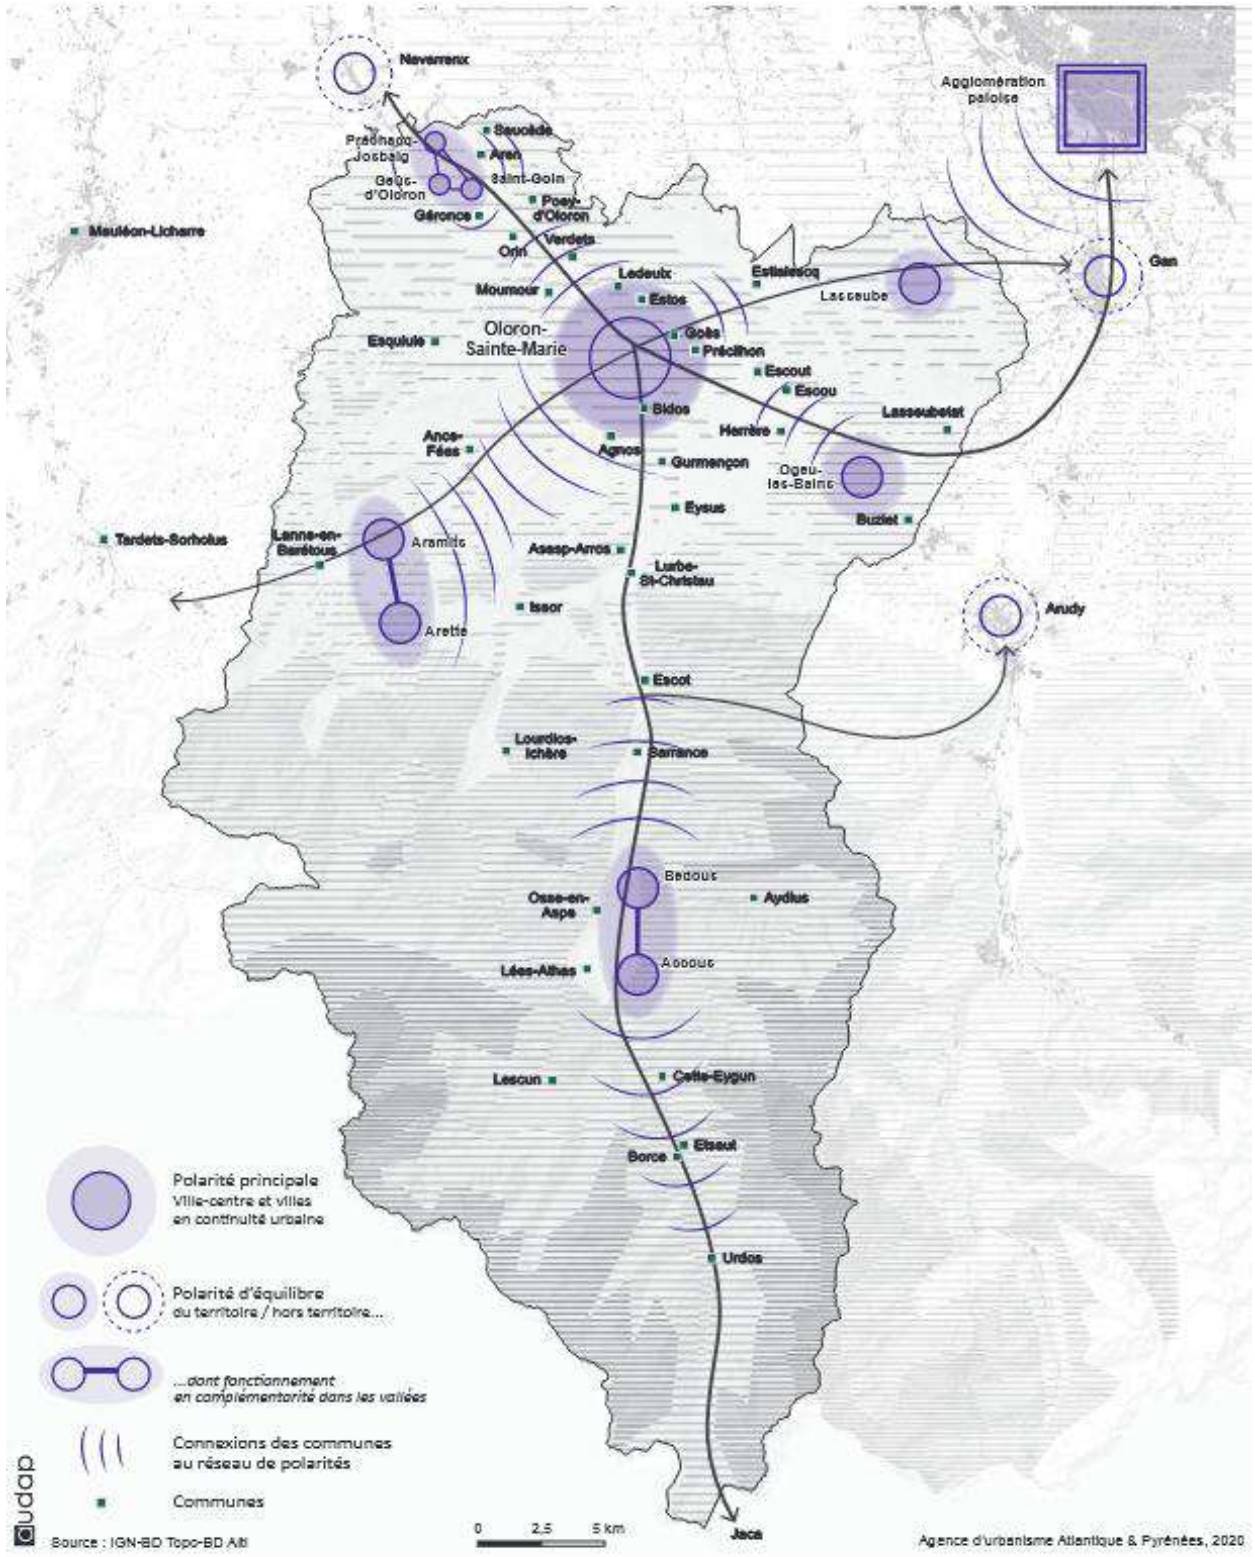 Navarrenx
Agglomération
paloise
Saucède
Préchacq-
Josbaig
Aren
Saint-Goin
Geüs-
d'Oloron
Poey-
d'Oloron
Géronce
Mauléon-Licharre
Orin
Verdets
Gan
Ledeuix
Estialescq
Moumour
Estos
Lasseube
Oloron-
Sainte-Marie
Goès
Esquiule
Précilhon
Escout
Escou
Bidos
Lasseubetat
Herrère
Ance-
Féas
Agnos
Gurmençon
Ogeu-
les-Bains
Eysus
Buziet
Tardets-Sorholus
Lanne-en-
Barétous
Aramits
Asasp-Arros
Lurbe-
St-Christau
Issor
Arudy
Arette
Escot
Lourdios-
Ichère
Sarrance
Bedous
Osse-en-
Aspe
Aydius
Accous
Lées-Athas
Lescun
Cette-Eygun
Etsaut
Borce
Urdos
Jaca
Polarité principale
Ville-centre et villes
en continuité urbaine
Polarité d'équilibre
du territoire / hors territoire...
...dont fonctionnement
en complémentarité dans les vallées
Connexions des communes
au réseau de polarités
Communes
audap
Source : IGN-BD Topo-BD Alti
0 2,5 5 km
Agence d'urbanisme Atlantique & Pyrénées, 2020